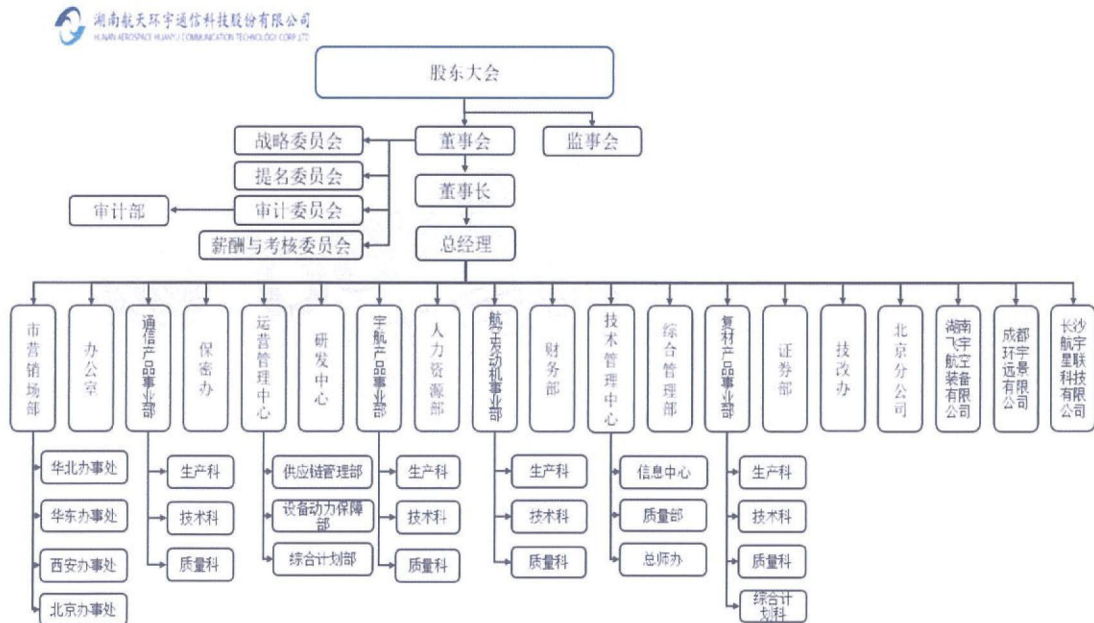 湖南航天环宇通信科技股份有限公司
HUNAN AEROSPACE HUANYU COMMUNICATION TECHNOLOGY CORP.,LTD
股东大会
战略委员会
董事会
监事会
提名委员会
董事长
审计部
审计委员会
薪酬与考核委员会
总经理
市营销场部
办公室
通信产品事业部
保密办
运营管理中心
研发中心
宇航产品事业部
人力资源部
航空发动机事业部
财务部
技术管理中心
综合管理部
复材产品事业部
证券部
技改办
北京分公司
湖南飞宇航空装备有限公司
成都环宇远景有限公司
长沙航宇星联科技有限公司
华北办事处
生产科
供应链管理部
生产科
生产科
信息中心
生产科
华东办事处
技术科
设备动力保障
部
技术科
技术科
质量部
技术科
西安办事处
质量科
综合计划部
质量科
质量科
总师办
质量科
北京办事处
综合计
划科